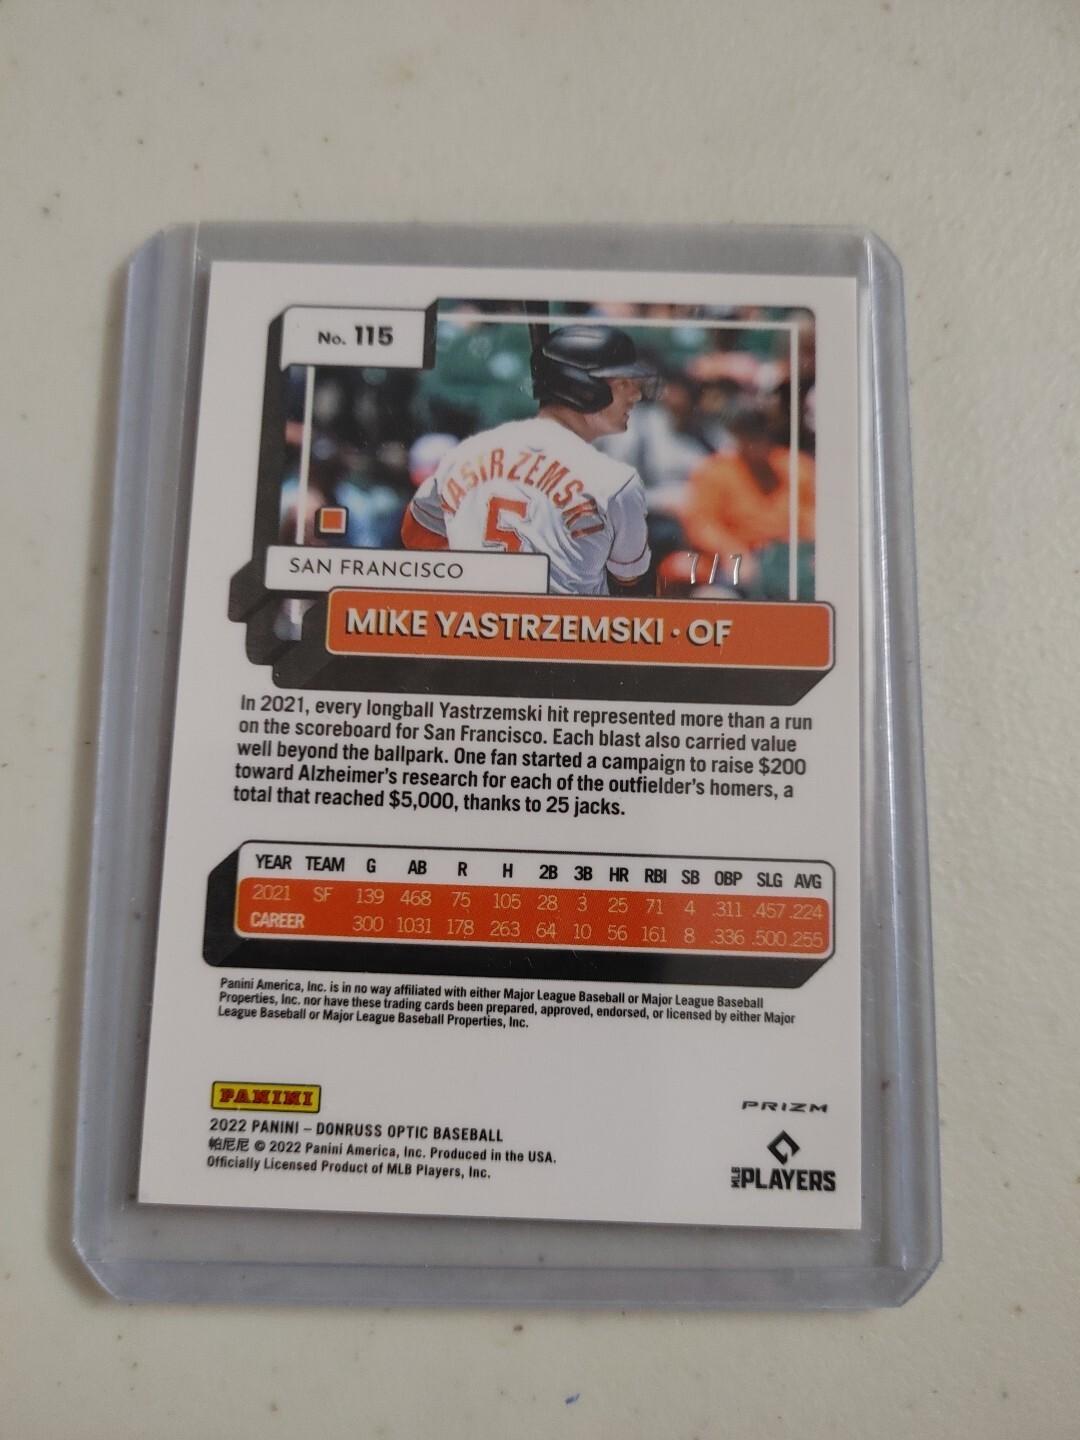 No. 115
YASTRZEMSKI
5
7/7
SAN FRANCISCO
MIKE YASTRZEMSKI · OF
In 2021, every longball Yastrzemski hit represented more than a run
on the scoreboard for San Francisco. Each blast also carried value
well beyond the ballpark. One fan started a campaign to raise $200
toward Alzheimer's research for each of the outfielder's homers, a
total that reached $5,000, thanks to 25 jacks.
YEAR TEAM G AB R H 2B 3B HR RBI SB OBP SLG AVG
2021 SF 139 468 75 105 28 3 25 71 4 .311 .457 .224
CAREER 300 1031 178 263 64 10 56 161 8 .336 .500 .255
Panini America, Inc. is in no way affiliated with either Major League Baseball or Major League Baseball
Properties, Inc. nor have these trading cards been prepared, approved, endorsed, or licensed by either Major
League Baseball or Major League Baseball Properties, Inc.
PANINI
PRIZM
2022 PANINI – DONRUSS OPTIC BASEBALL
帕尼尼 © 2022 Panini America, Inc. Produced in the USA.
Officially Licensed Product of MLB Players, Inc.
MLB PLAYERS